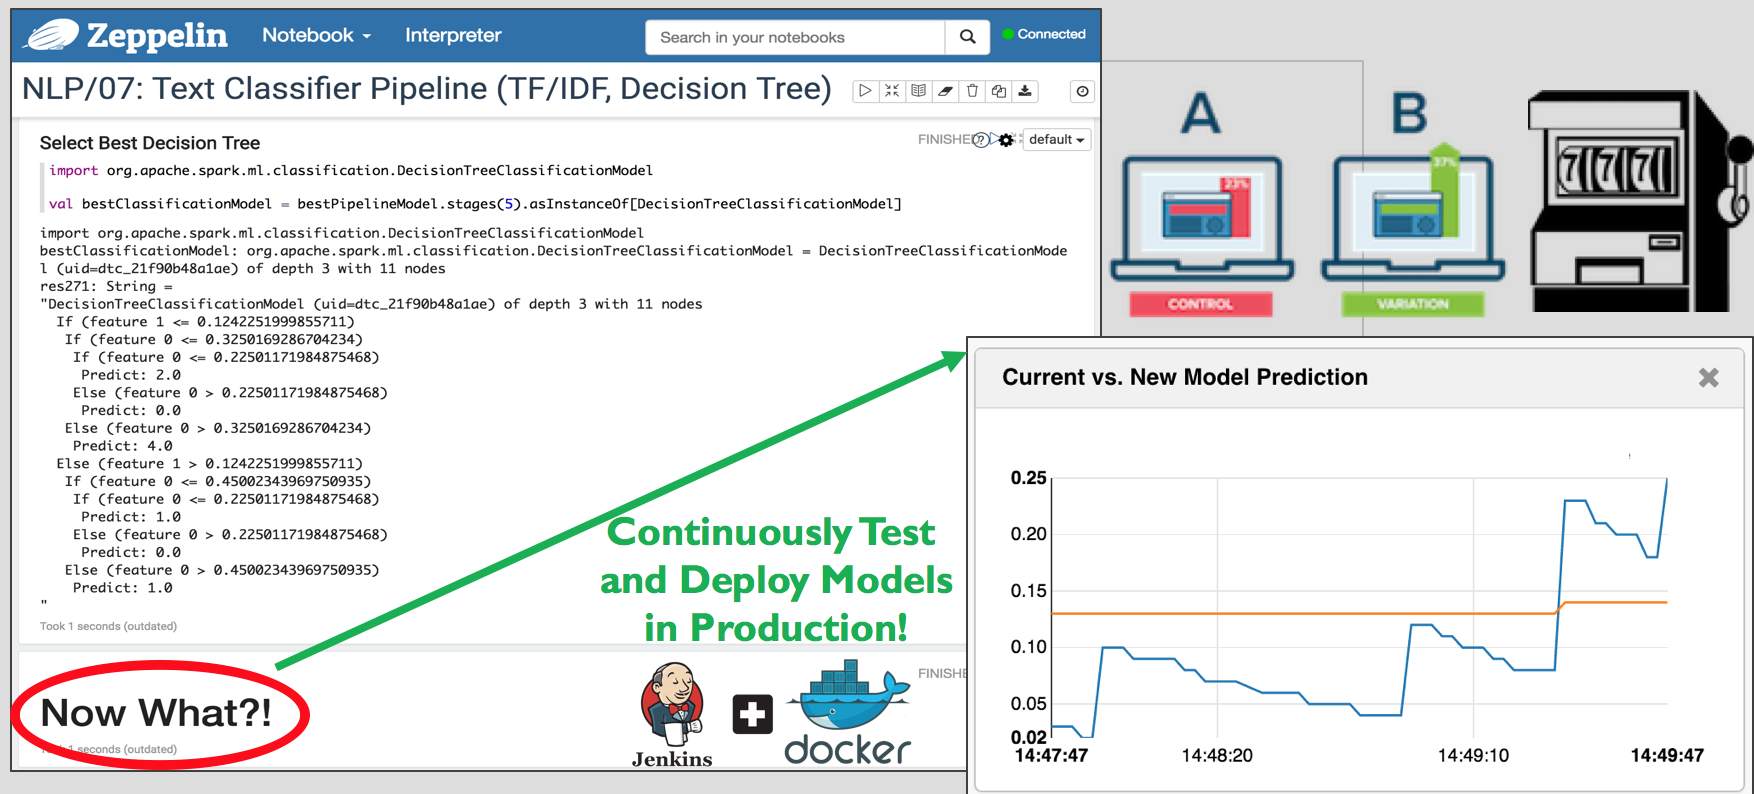 Zeppelin Notebook Interpreter Search in your notebooks Connected
NLP/07: Text Classifier Pipeline (TF/IDF, Decision Tree)
Select Best Decision Tree
FINISHED default
import org.apache.spark.ml.classification.DecisionTreeClassificationModel
val bestClassificationModel = bestPipelineModel.stages(5).asInstanceOf[DecisionTreeClassificationModel]
import org.apache.spark.ml.classification.DecisionTreeClassificationModel
bestClassificationModel: org.apache.spark.ml.classification.DecisionTreeClassificationModel = DecisionTreeClassificationMode
l (uid=dtc_21f90b48a1ae) of depth 3 with 11 nodes
res271: String =
"DecisionTreeClassificationModel (uid=dtc_21f90b48a1ae) of depth 3 with 11 nodes
If (feature 1 <= 0.1242251999855711)
If (feature 0 <= 0.3250169286704234)
If (feature 0 <= 0.22501171984875468)
Predict: 2.0
Else (feature 0 > 0.22501171984875468)
Predict: 0.0
Else (feature 0 > 0.3250169286704234)
Predict: 4.0
Else (feature 1 > 0.1242251999855711)
If (feature 0 <= 0.45002343969750935)
If (feature 0 <= 0.22501171984875468)
Predict: 1.0
Else (feature 0 > 0.22501171984875468)
Predict: 0.0
Else (feature 0 > 0.45002343969750935)
Predict: 1.0
"
Took 1 seconds (outdated)
Continuously Test
and Deploy Models
in Production!
FINISHE
Now What?!
Took 1 seconds (outdated)
Jenkins
docker
A
B
23%
37%
CONTROL
VARIATION
7777
Current vs. New Model Prediction
0.25
0.20
0.15
0.10
0.05
0.02
14:47:47 14:48:20 14:49:10 14:49:47